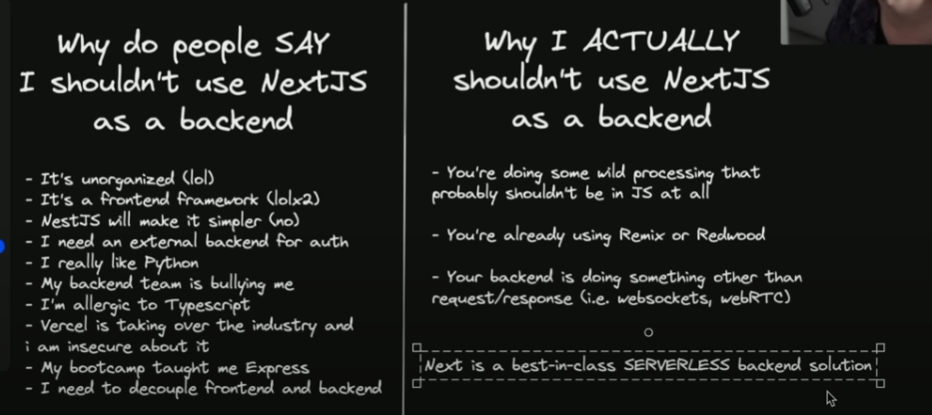 Why do people SAY
I shouldn't use NextJS
as a backend
- It's unorganized (lol)
- It's a frontend framework (lolx2)
- NestJS will make it simpler (no)
- I need an external backend for auth
- I really like Python
- My backend team is bullying me
- I'm allergic to Typescript
- Vercel is taking over the industry and
i am insecure about it
- My bootcamp taught me Express
- I need to decouple frontend and backend
Why I ACTUALLY
shouldn't use NextJS
as a backend
- You're doing some wild processing that
probably shouldn't be in JS at all
- You're already using Remix or Redwood
- Your backend is doing something other than
request/response (i.e. websockets, webRTC)
Next is a best-in-class SERVERLESS backend solution